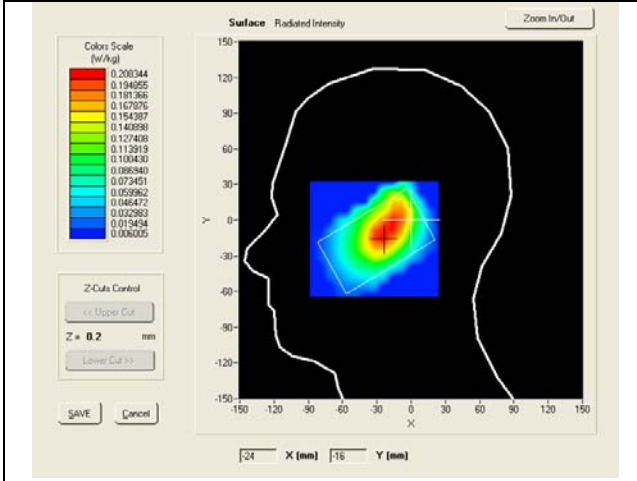 Surface Radiated Intensity
Zoom In/Out
Colors Scale
(W/kg)
0.208344
0.194855
0.181366
0.167876
0.154387
0.140898
0.127408
0.113919
0.100430
0.086940
0.073451
0.059962
0.046472
0.032983
0.019494
0.006005
Z-Cuts Control
<< Upper Cut
Z = 0.2 mm
Lower Cut >>
SAVE Cancel
150
120
90
60
30
0
-30
-60
-90
-120
-150
Y
-150 -120 -90 -60 -30 0 30 60 90 120 150
X
-24 X (mm) -16 Y (mm)